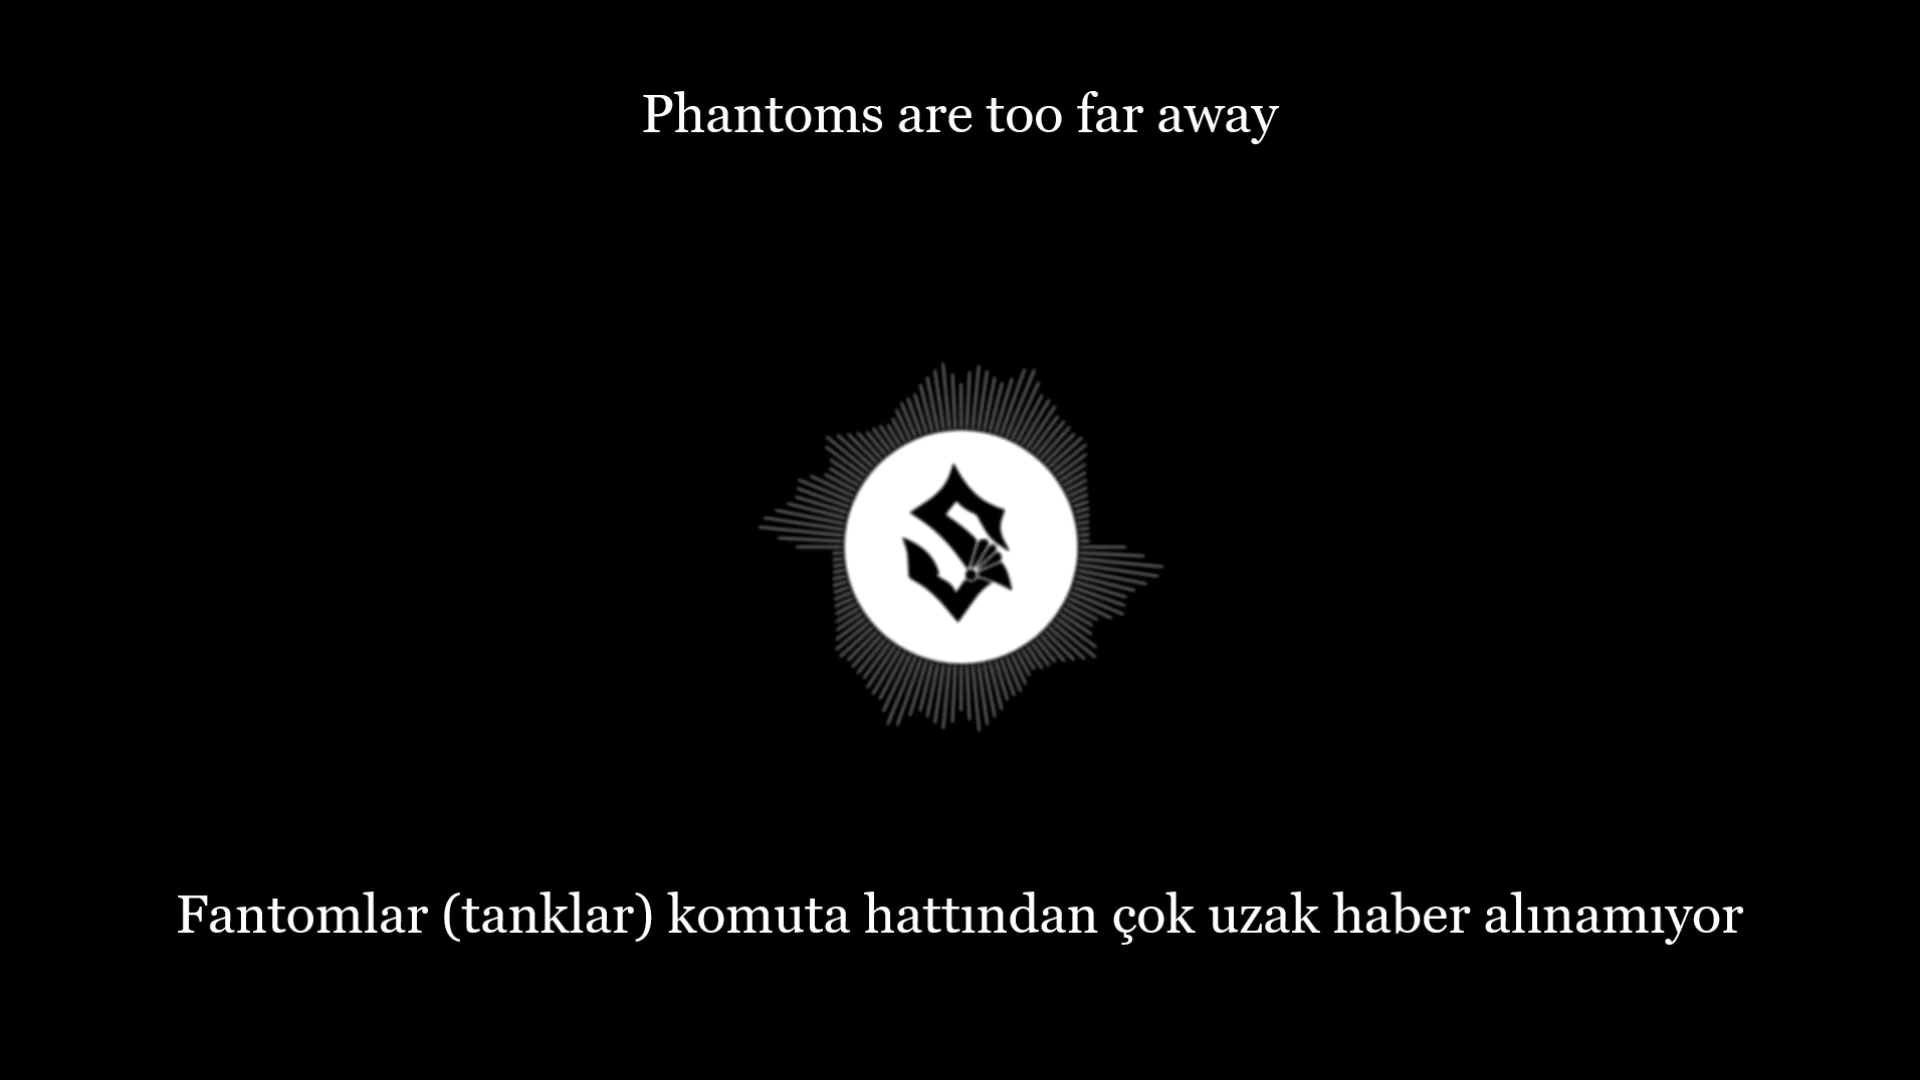 Phantoms are too far away
Fantomlar (tanklar) komuta hattından çok uzak haber alınamıyor